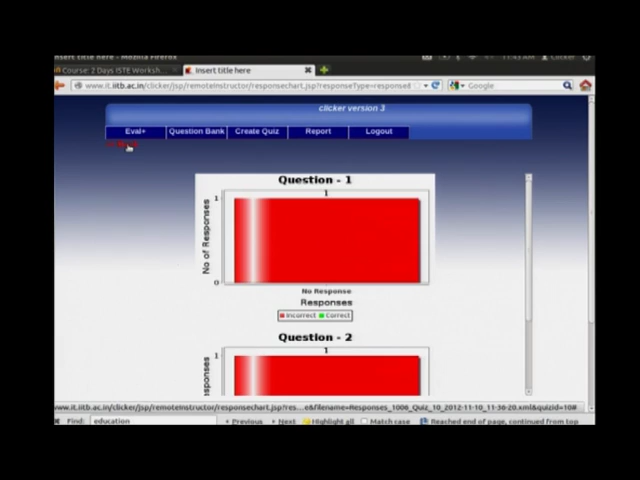 nsert title here - Mozilla Firefox
Course: 2 Days ISTE Worksh...
Insert title here
www.it.iitb.ac.in/clicker/jsp/remoteinstructor/responsechart.jsp?responseType=response&
Google
clicker version 3
Eval+
Question Bank
Create Quiz
Report
Logout
Question - 1
1
No of Responses
1
0
No Response
Responses
Incorrect
Correct
Question - 2
1
1
sponses
www.it.iitb.ac.in/clicker/jsp/remoteinstructor/responsechart.jsp?res...e&filename=Responses_1006_Quiz_10_2012-11-10_11-36-20.xml&quizid=10#
Find:
education
Previous
Next
Highlight all
Match case
Reached end of page, continued from top